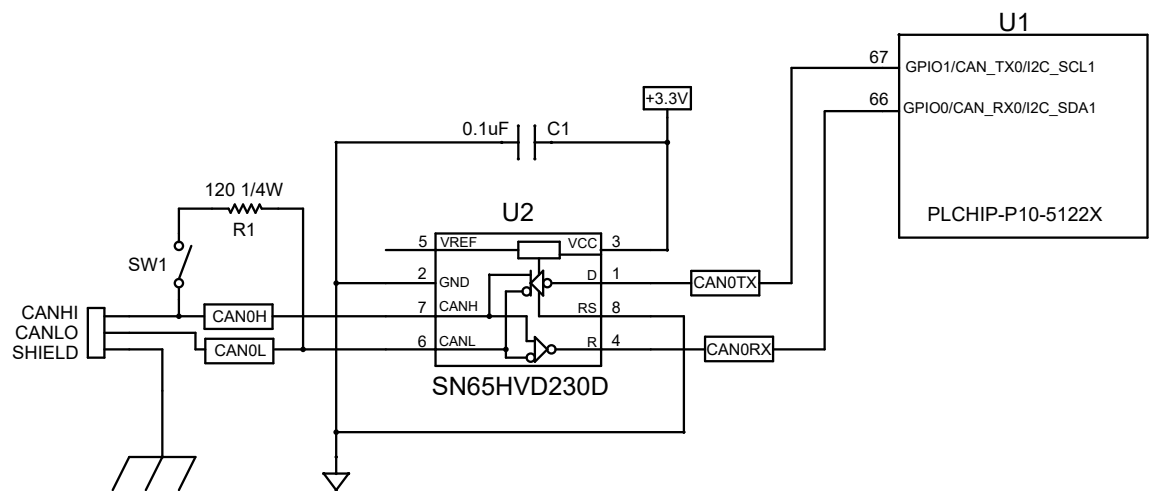 U1
67
GPIO1/CAN_TX0/I2C_SCL1
66
GPIO0/CAN_RX0/I2C_SDA1
PLCHIP-P10-5122X
+3.3V
0.1uF
C1
120 1/4W
R1
SW1
U2
5
VREF
VCC
3
2
GND
D
1
CAN0TX
CANHI
CAN0H
7
CANH
RS
8
CANLO
SHIELD
CAN0L
6
CANL
R
4
CAN0RX
SN65HVD230D